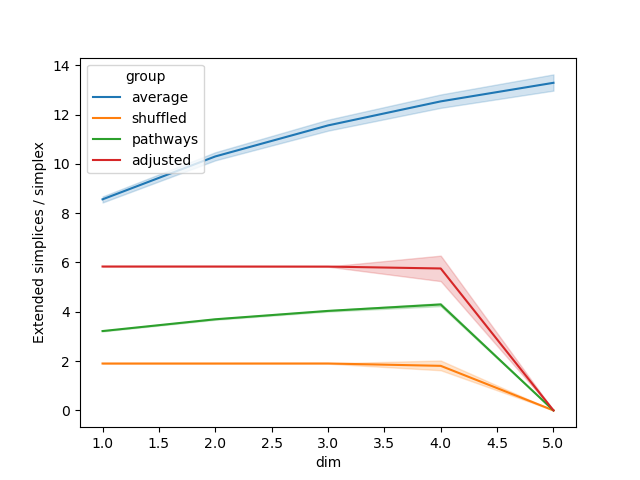 group
average
shuffled
pathways
adjusted
14
12
10
8
6
4
2
0
Extended simplices / simplex
1.0 1.5 2.0 2.5 3.0 3.5 4.0 4.5 5.0
dim